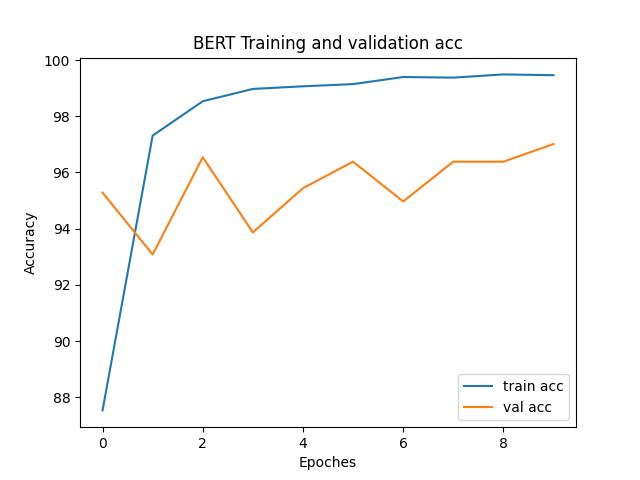 BERT Training and validation acc
100
98
96
94
92
90
88
Accuracy
0
2
4
6
8
Epoches
train acc
val acc